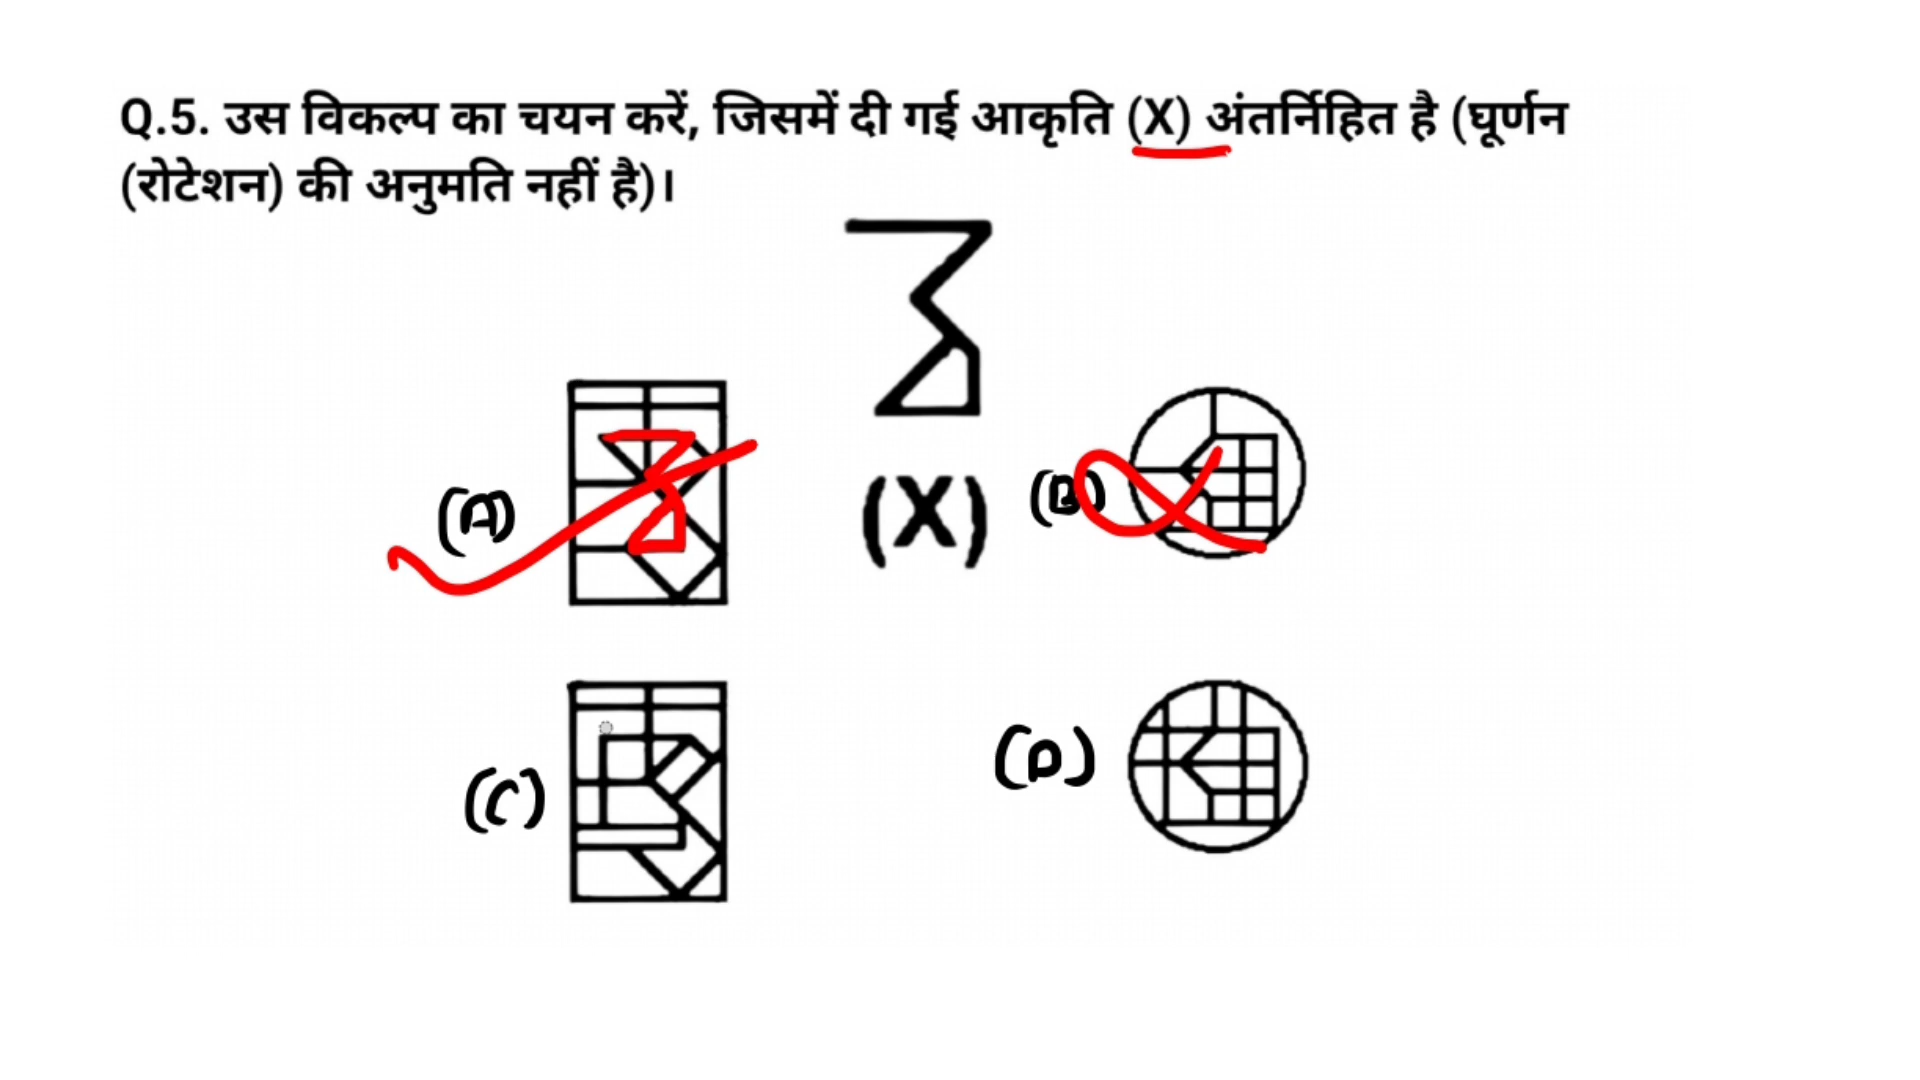 Q.5. उस विकल्प का चयन करें, जिसमें दी गई आकृति (X) अंतर्निहित है (घूर्णन
(रोटेशन) की अनुमति नहीं है)।
(A)
(X)
(B)
(C)
(D)